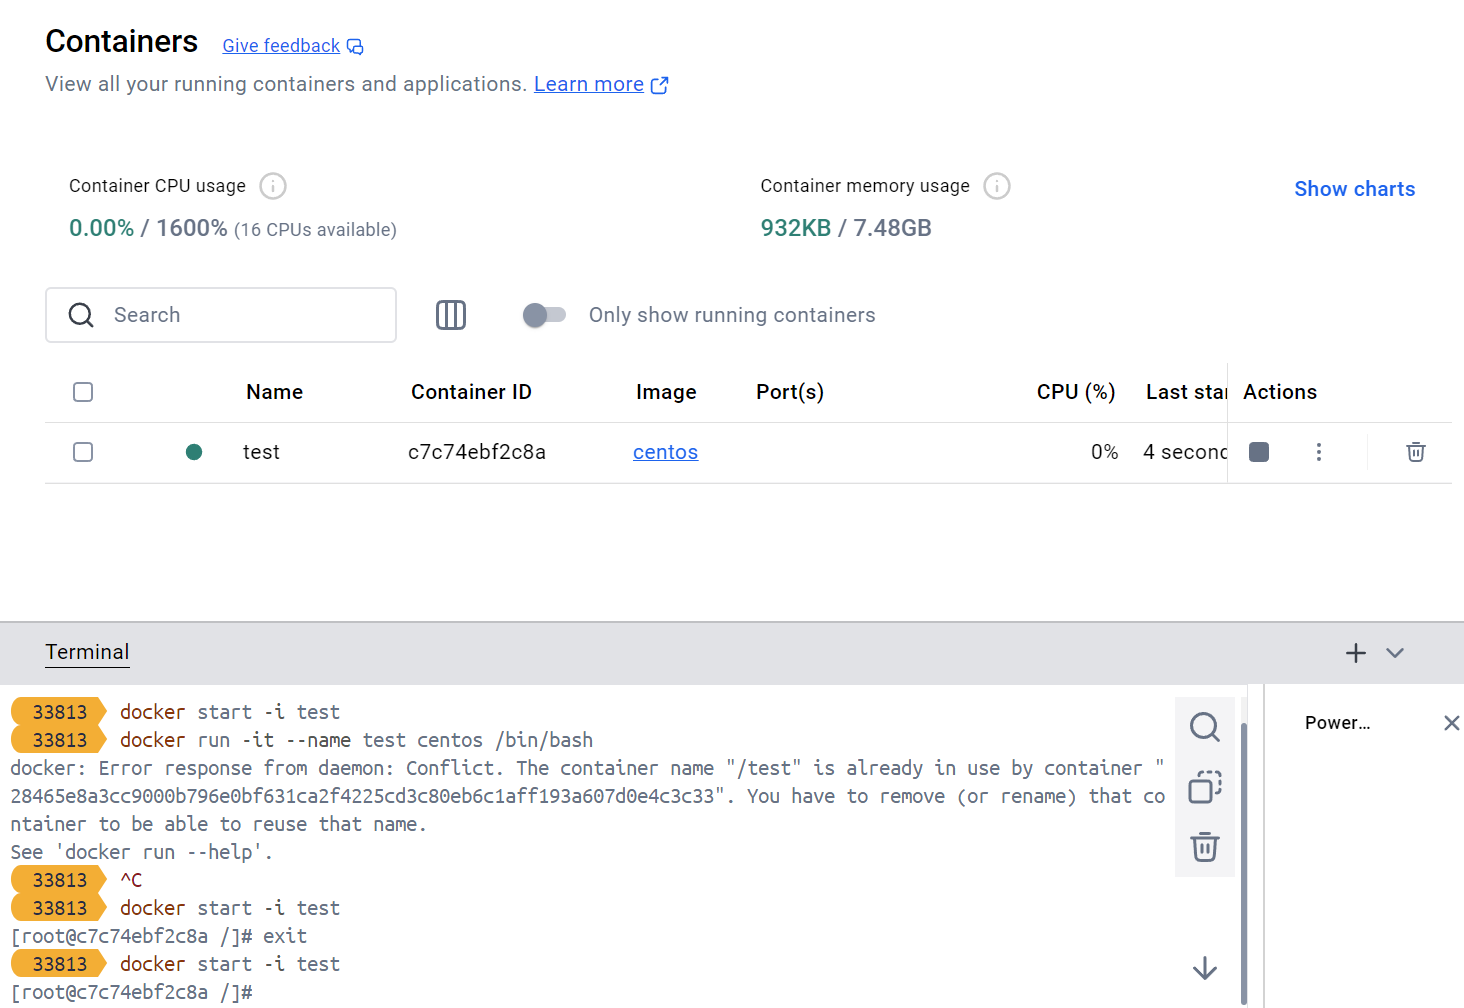 Containers Give feedback
View all your running containers and applications. Learn more
Container CPU usage
0.00% / 1600% (16 CPUs available)
Container memory usage
932KB / 7.48GB
Show charts
Search
Only show running containers
Name Container ID Image Port(s) CPU (%) Last star Actions
test c7c74ebf2c8a centos 0% 4 second
Terminal
33813 docker start -i test
33813 docker run -it --name test centos /bin/bash
docker: Error response from daemon: Conflict. The container name "/test" is already in use by container "
28465e8a3cc9000b796e0bf631ca2f4225cd3c80eb6c1aff193a607d0e4c3c33". You have to remove (or rename) that co
ntainer to be able to reuse that name.
See 'docker run --help'.
33813 ^C
33813 docker start -i test
[root@c7c74ebf2c8a /]# exit
33813 docker start -i test
[root@c7c74ebf2c8a /]#
Power...